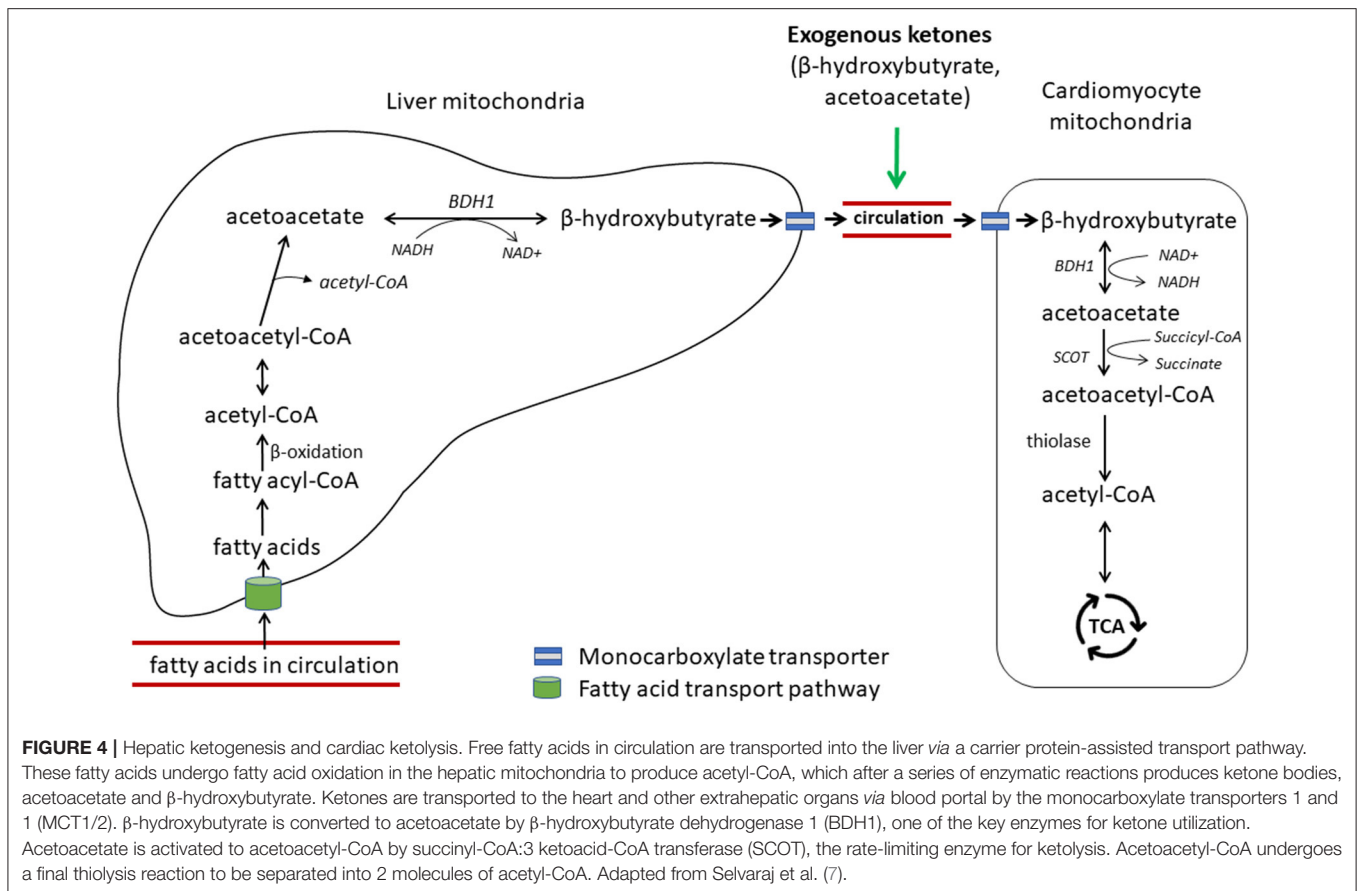 Exogenous ketones
(β-hydroxybutyrate,
acetoacetate)
Liver mitochondria
Cardiomyocyte
mitochondria
acetoacetate
BDH1
NADH
NAD+
β-hydroxybutyrate
circulation
β-hydroxybutyrate
BDH1
NAD+
NADH
acetyl-CoA
acetoacetyl-CoA
acetyl-CoA
β-oxidation
fatty acyl-CoA
fatty acids
fatty acids in circulation
acetoacetate
SCOT
Succicyl-CoA
Succinate
acetoacetyl-CoA
thiolase
acetyl-CoA
TCA
Monocarboxylate transporter
Fatty acid transport pathway
FIGURE 4 | Hepatic ketogenesis and cardiac ketolysis. Free fatty acids in circulation are transported into the liver via a carrier protein-assisted transport pathway.
These fatty acids undergo fatty acid oxidation in the hepatic mitochondria to produce acetyl-CoA, which after a series of enzymatic reactions produces ketone bodies,
acetoacetate and β-hydroxybutyrate. Ketones are transported to the heart and other extrahepatic organs via blood portal by the monocarboxylate transporters 1 and
1 (MCT1/2). β-hydroxybutyrate is converted to acetoacetate by β-hydroxybutyrate dehydrogenase 1 (BDH1), one of the key enzymes for ketone utilization.
Acetoacetate is activated to acetoacetyl-CoA by succinyl-CoA:3 ketoacid-CoA transferase (SCOT), the rate-limiting enzyme for ketolysis. Acetoacetyl-CoA undergoes
a final thiolysis reaction to be separated into 2 molecules of acetyl-CoA. Adapted from Selvaraj et al. (7).